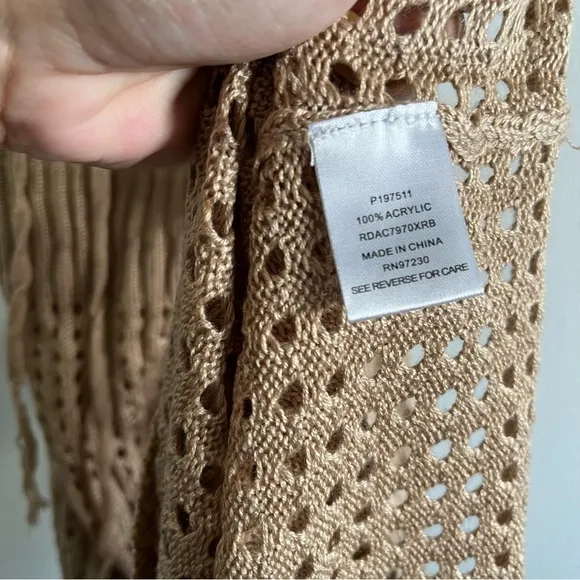 P197511
100% ACRYLIC
RDAC7970XRB
MADE IN CHINA
RN97230
SEE REVERSE FOR CARE